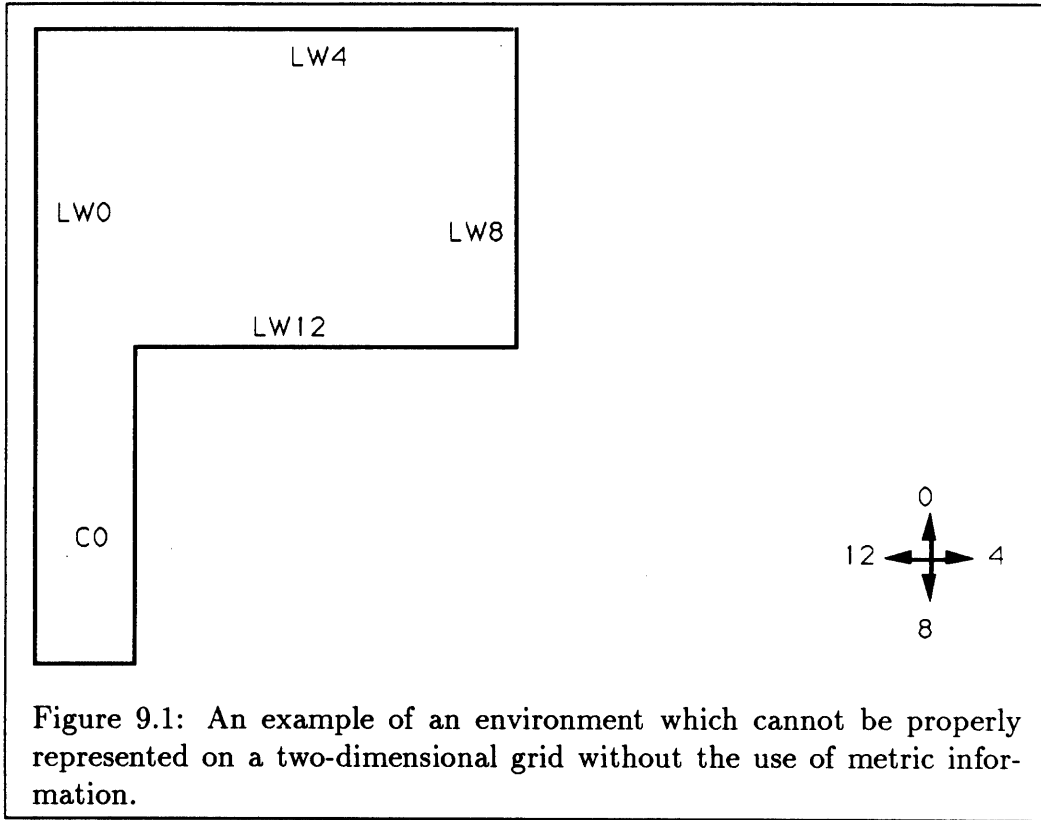 LW4
LW0
LW8
LW12
C0
0
12
4
8
Figure 9.1: An example of an environment which cannot be properly
represented on a two-dimensional grid without the use of metric infor-
mation.